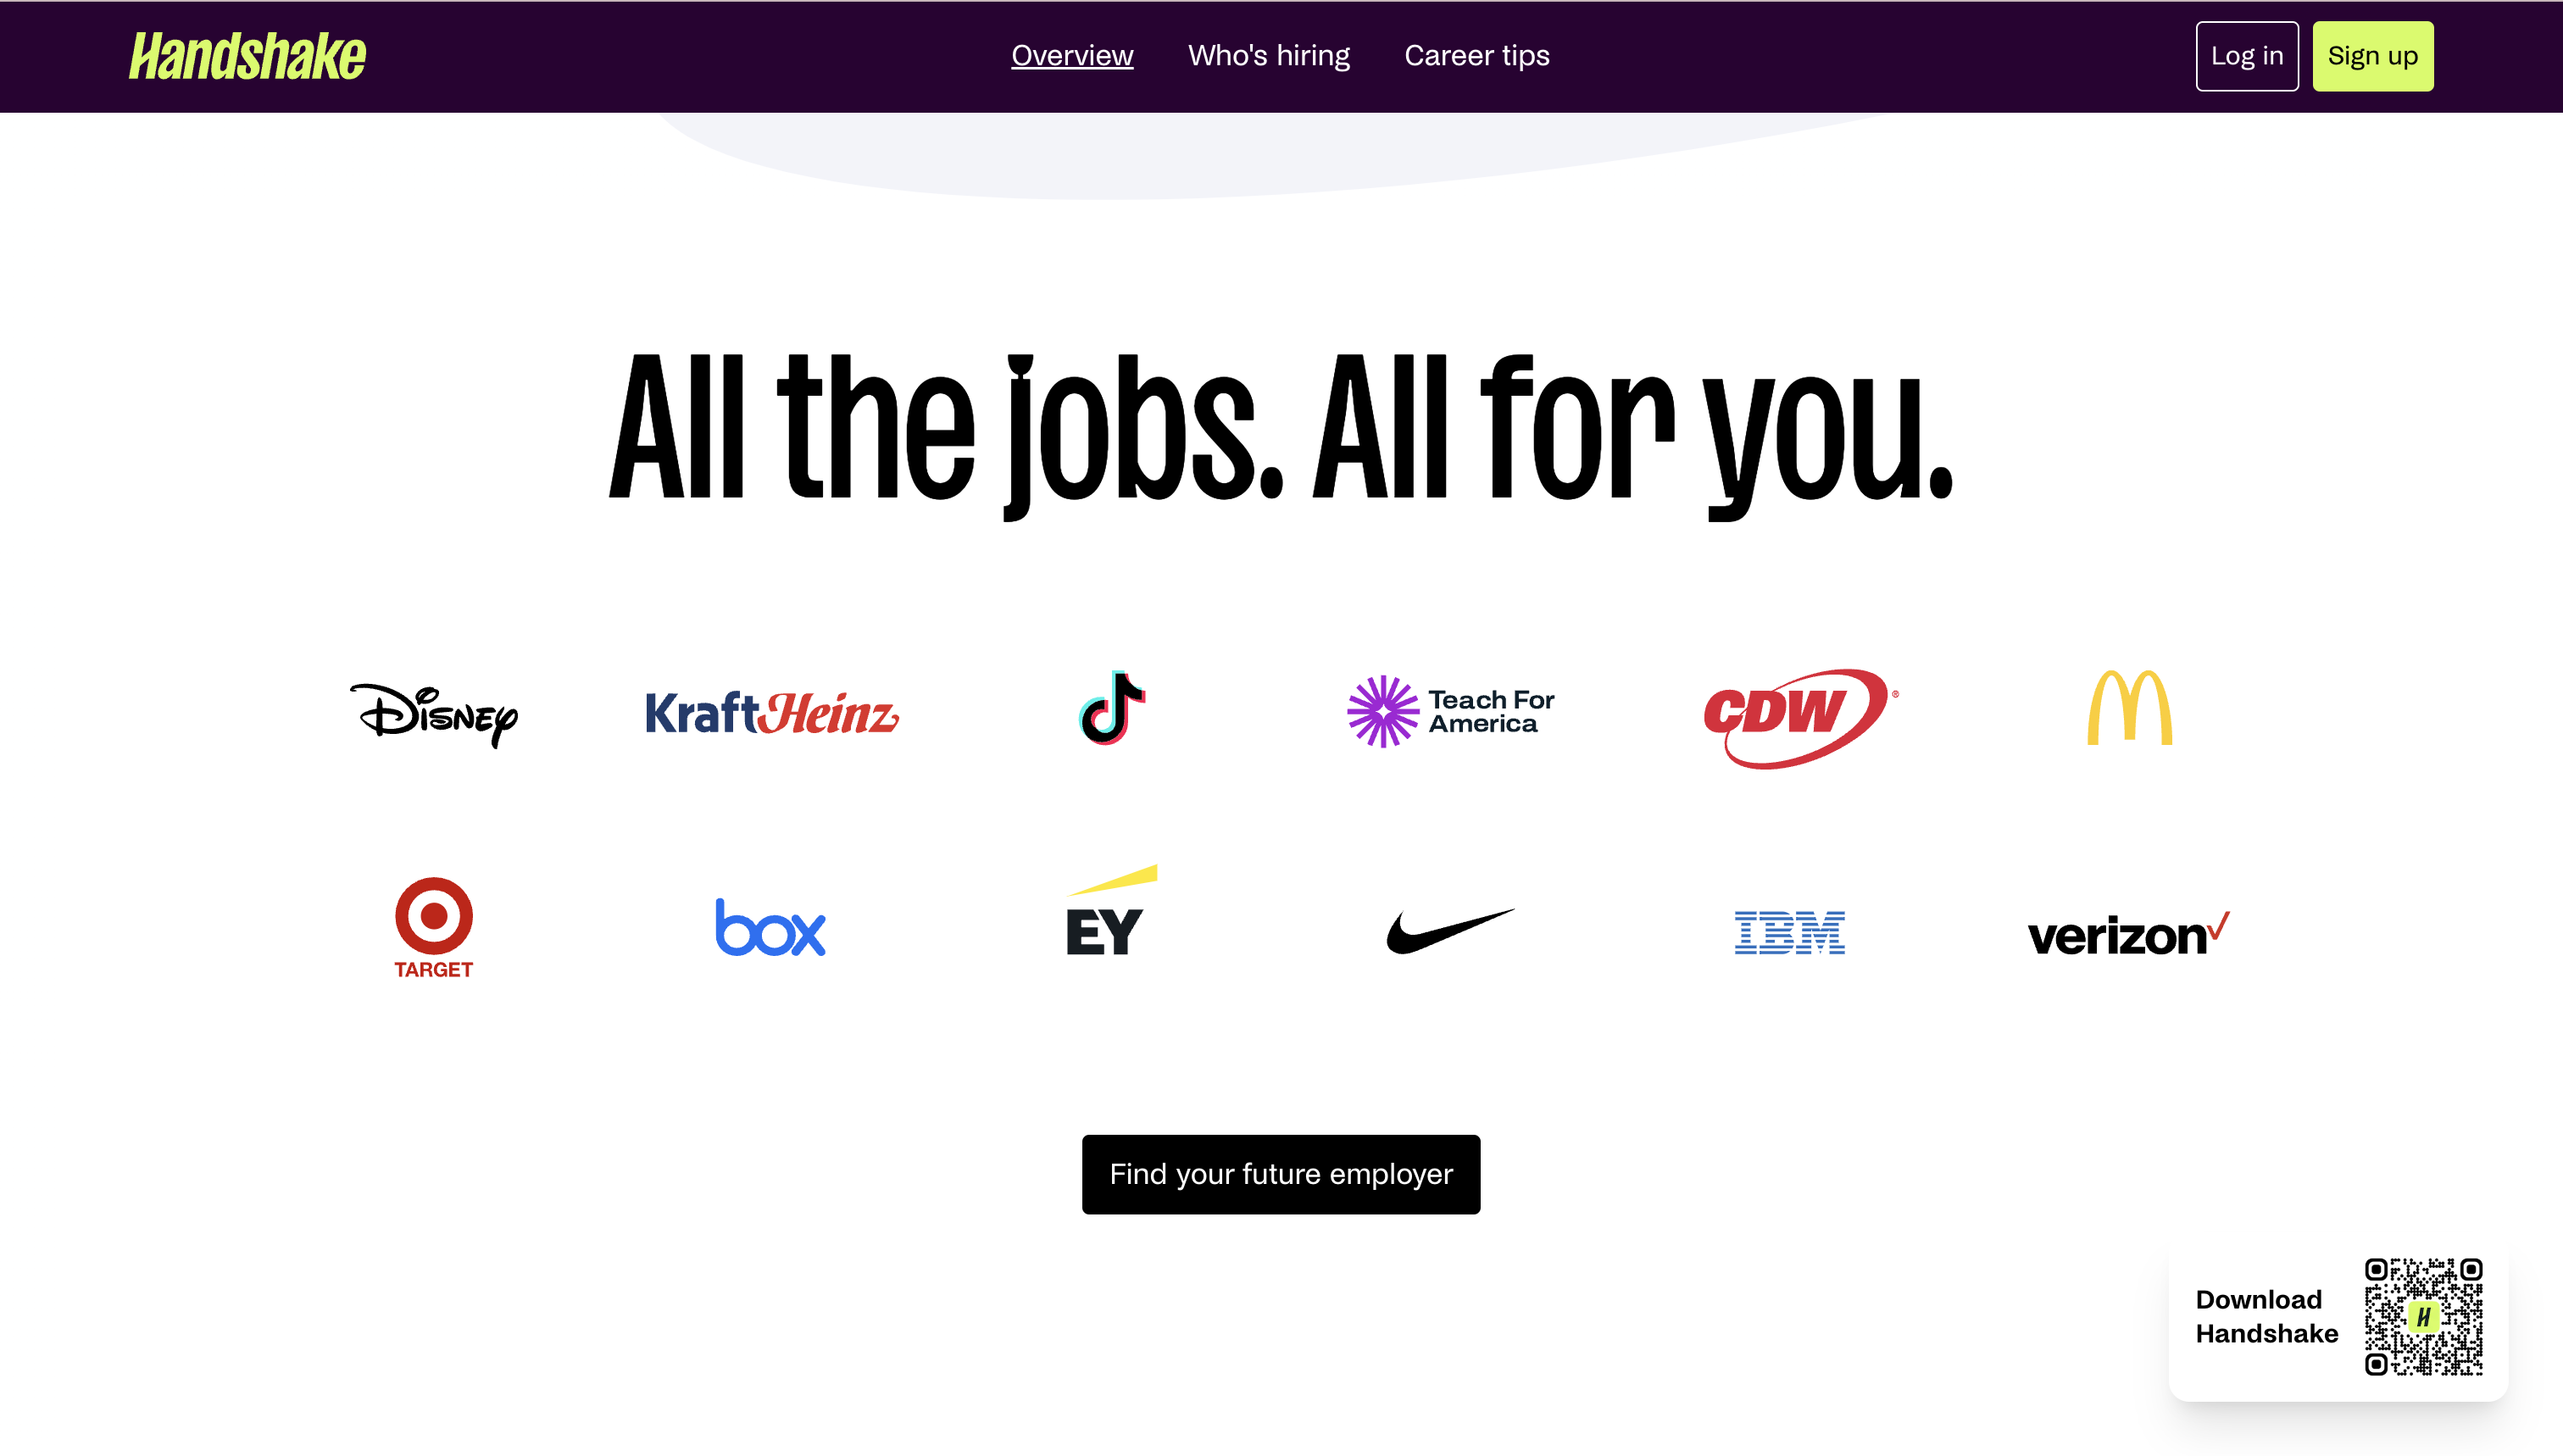 Handshake
Overview Who's hiring Career tips
Log in Sign up
All the jobs. All for you.
Disney
KraftHeinz
Teach For
America
CDW®
TARGET
box
EY
IBM
verizon
Find your future employer
Download
Handshake
H